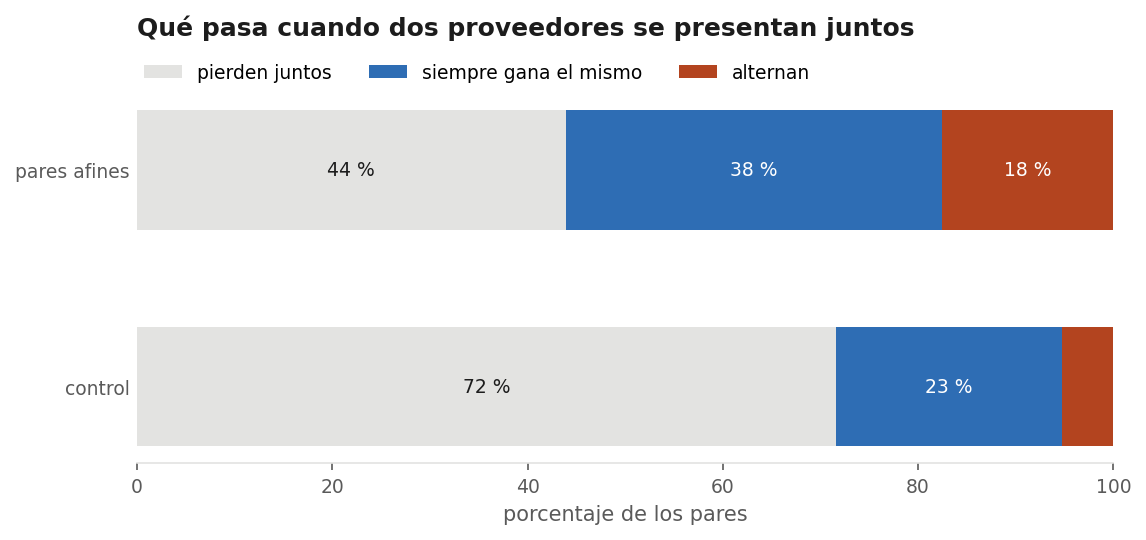 Qué pasa cuando dos proveedores se presentan juntos
pierden juntos siempre gana el mismo alternan
pares afines 44 % 38 % 18 %
control 72 % 23 %
0 20 40 60 80 100
porcentaje de los pares